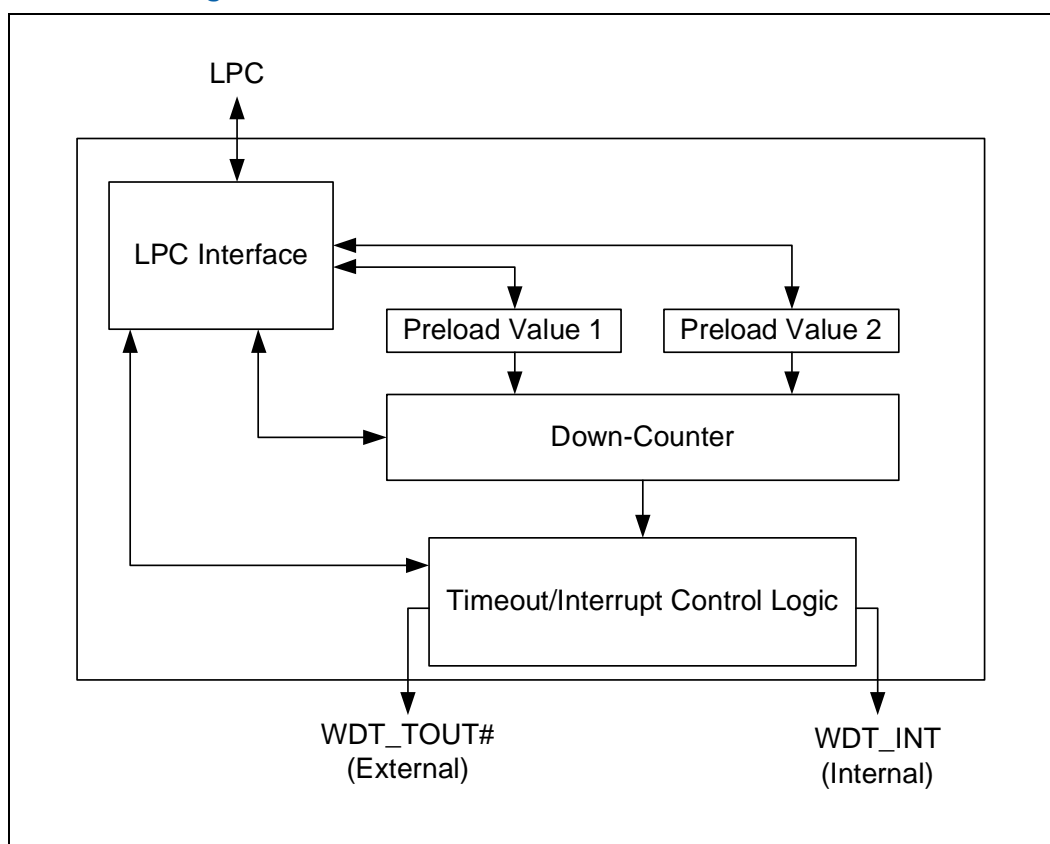 LPC
LPC Interface
Preload Value 1
Preload Value 2
Down-Counter
Timeout/Interrupt Control Logic
WDT_TOUT#
(External)
WDT_INT
(Internal)